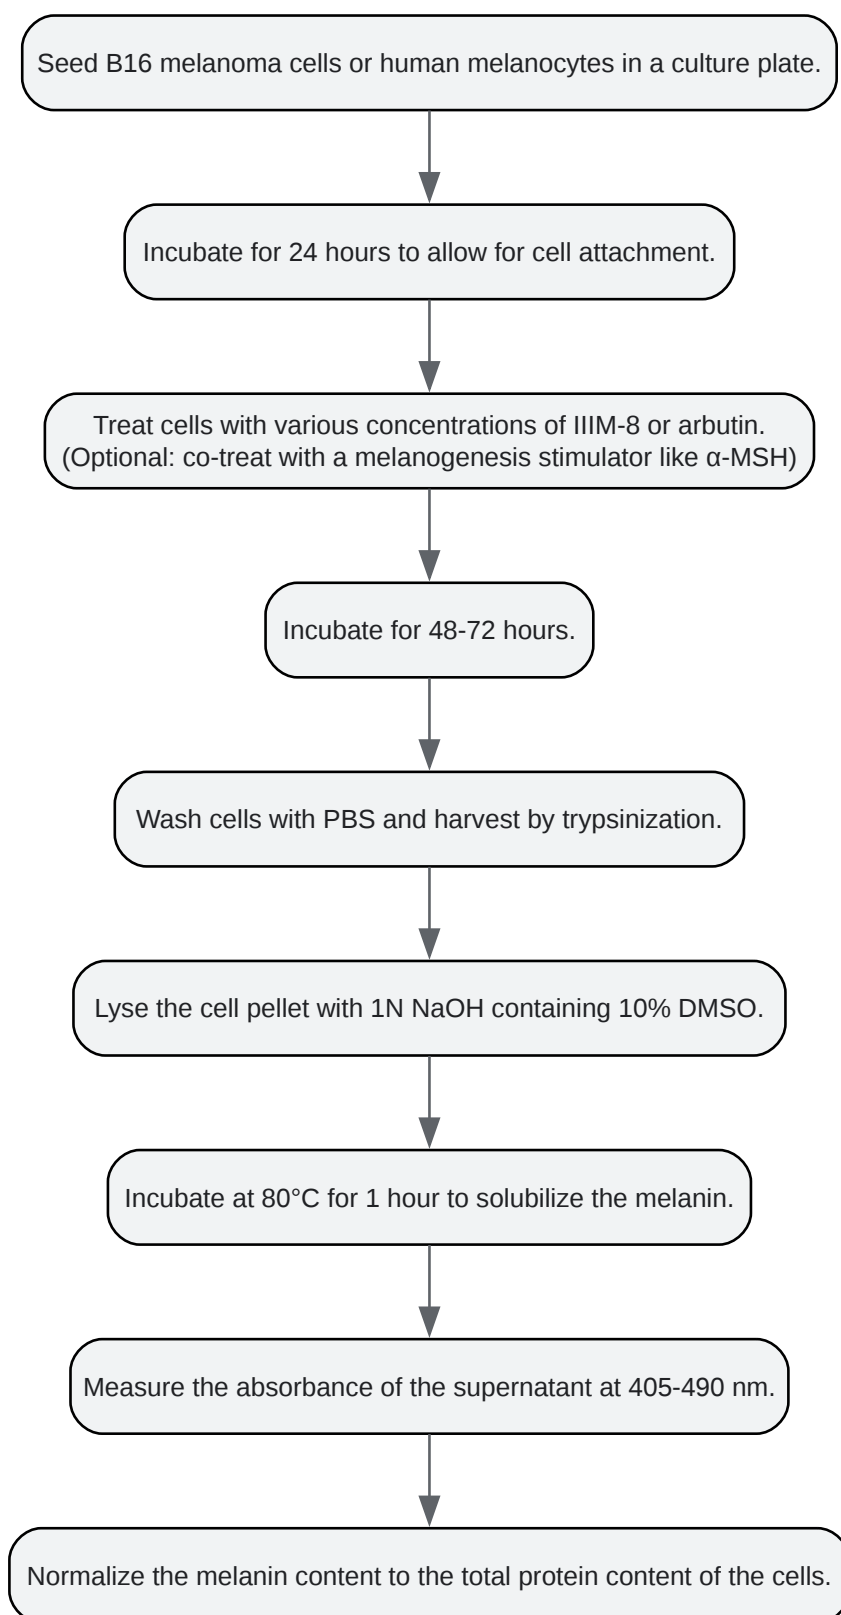 Seed B16 melanoma cells or human melanocytes in a culture plate.
Incubate for 24 hours to allow for cell attachment.
Treat cells with various concentrations of IIIM-8 or arbutin.
(Optional: co-treat with a melanogenesis stimulator like α-MSH)
Incubate for 48-72 hours.
Wash cells with PBS and harvest by trypsinization.
Lyse the cell pellet with 1N NaOH containing 10% DMSO.
Incubate at 80°C for 1 hour to solubilize the melanin.
Measure the absorbance of the supernatant at 405-490 nm.
Normalize the melanin content to the total protein content of the cells.